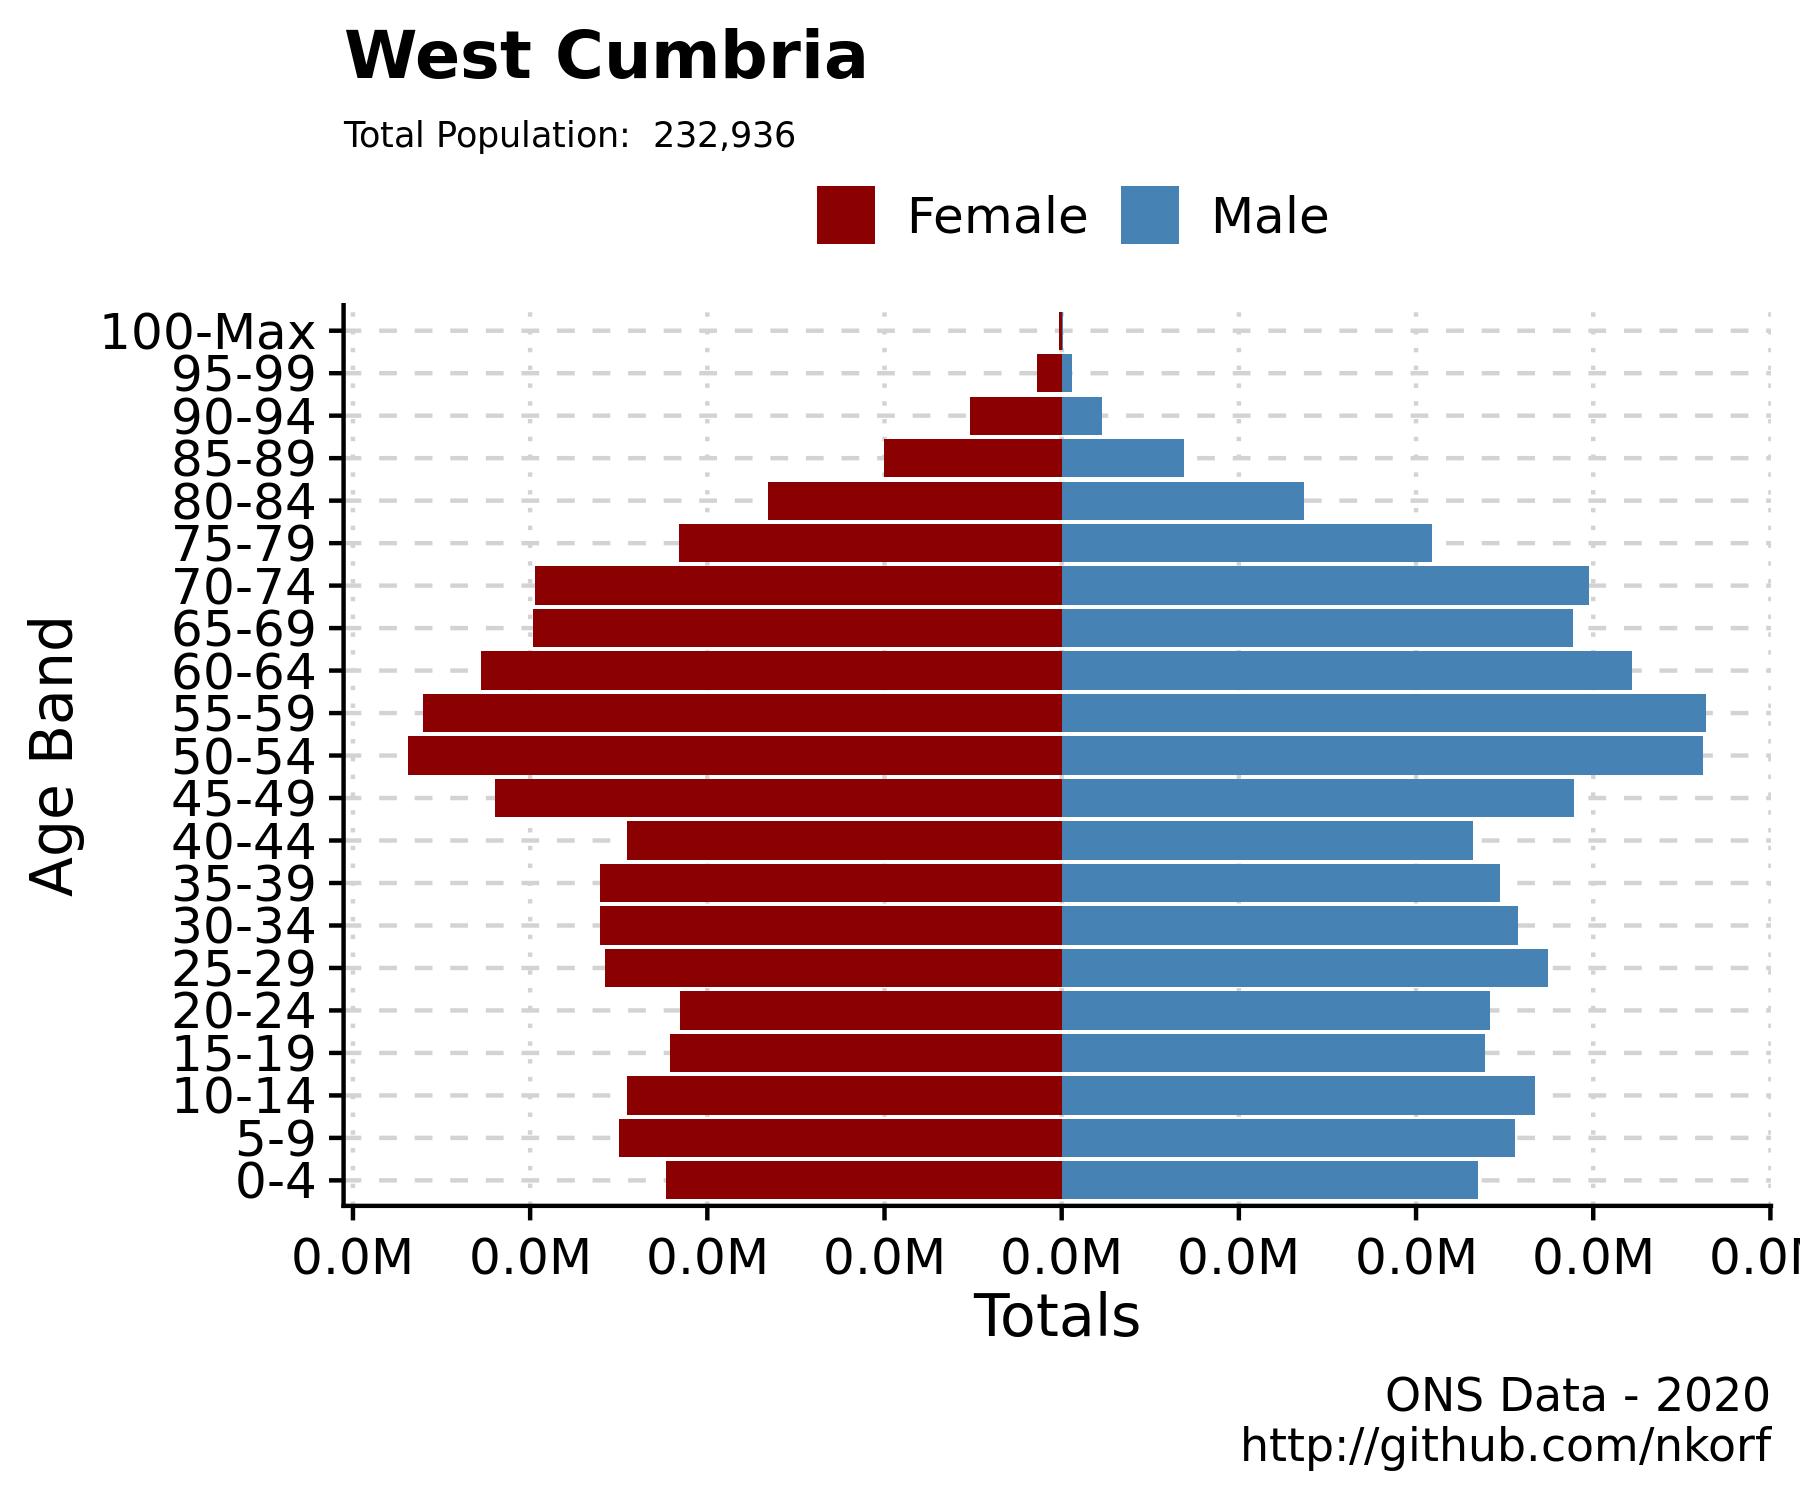 West Cumbria
Total Population:  232,936
Female Male
100-Max
95-99
90-94
85-89
80-84
75-79
70-74
65-69
60-64
55-59
50-54
45-49
40-44
35-39
30-34
25-29
20-24
15-19
10-14
5-9
0-4
Age Band
0.0M 0.0M 0.0M 0.0M 0.0M 0.0M 0.0M 0.0M
Totals
ONS Data - 2020
http://github.com/nkorf